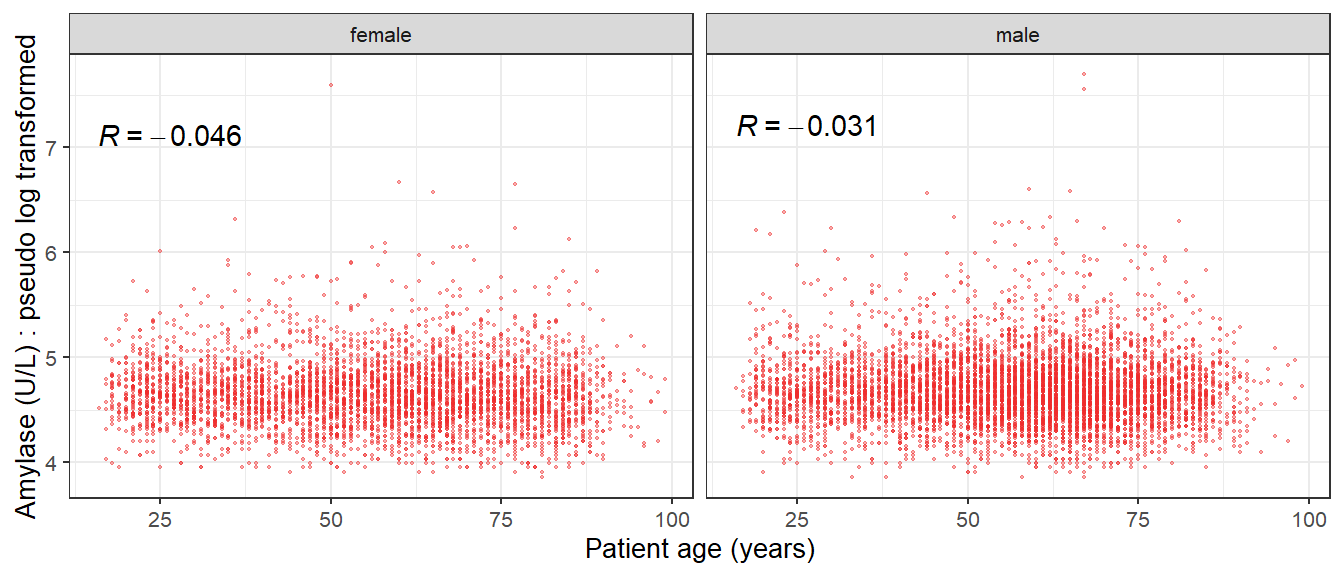 female
male
R = −0.046
R = −0.031
Amylase (U/L) : pseudo log transformed
7
6
5
4
25 50 75 100
25 50 75 100
Patient age (years)